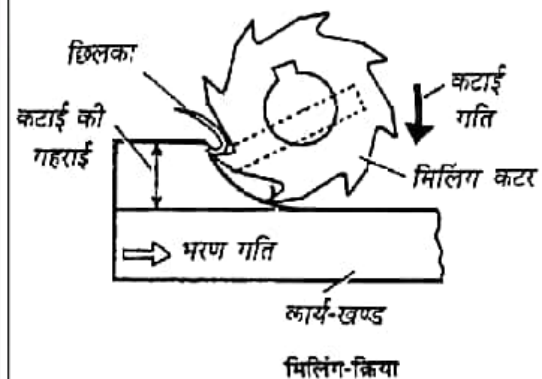 छिलका
कटाई की
गहराई
कटाई
गति
मिलिंग कटर
भरण गति
कार्य-खण्ड
मिलिंग-क्रिया